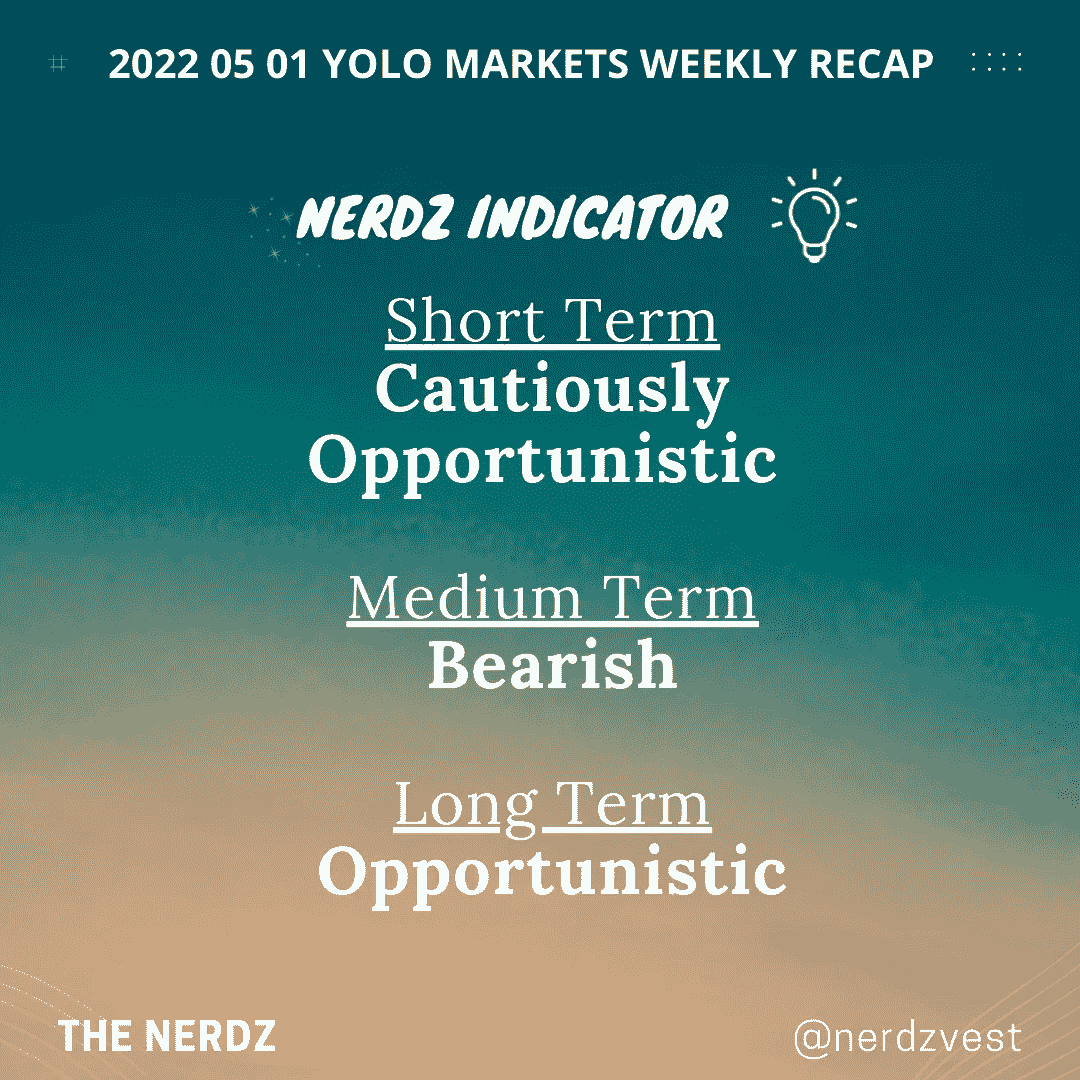 # 2022 05 01 YOLO MARKETS WEEKLY RECAP
NERDZ INDICATOR
Short Term
Cautiously
Opportunistic
Medium Term
Bearish
Long Term
Opportunistic
THE NERDZ
@nerdzvest